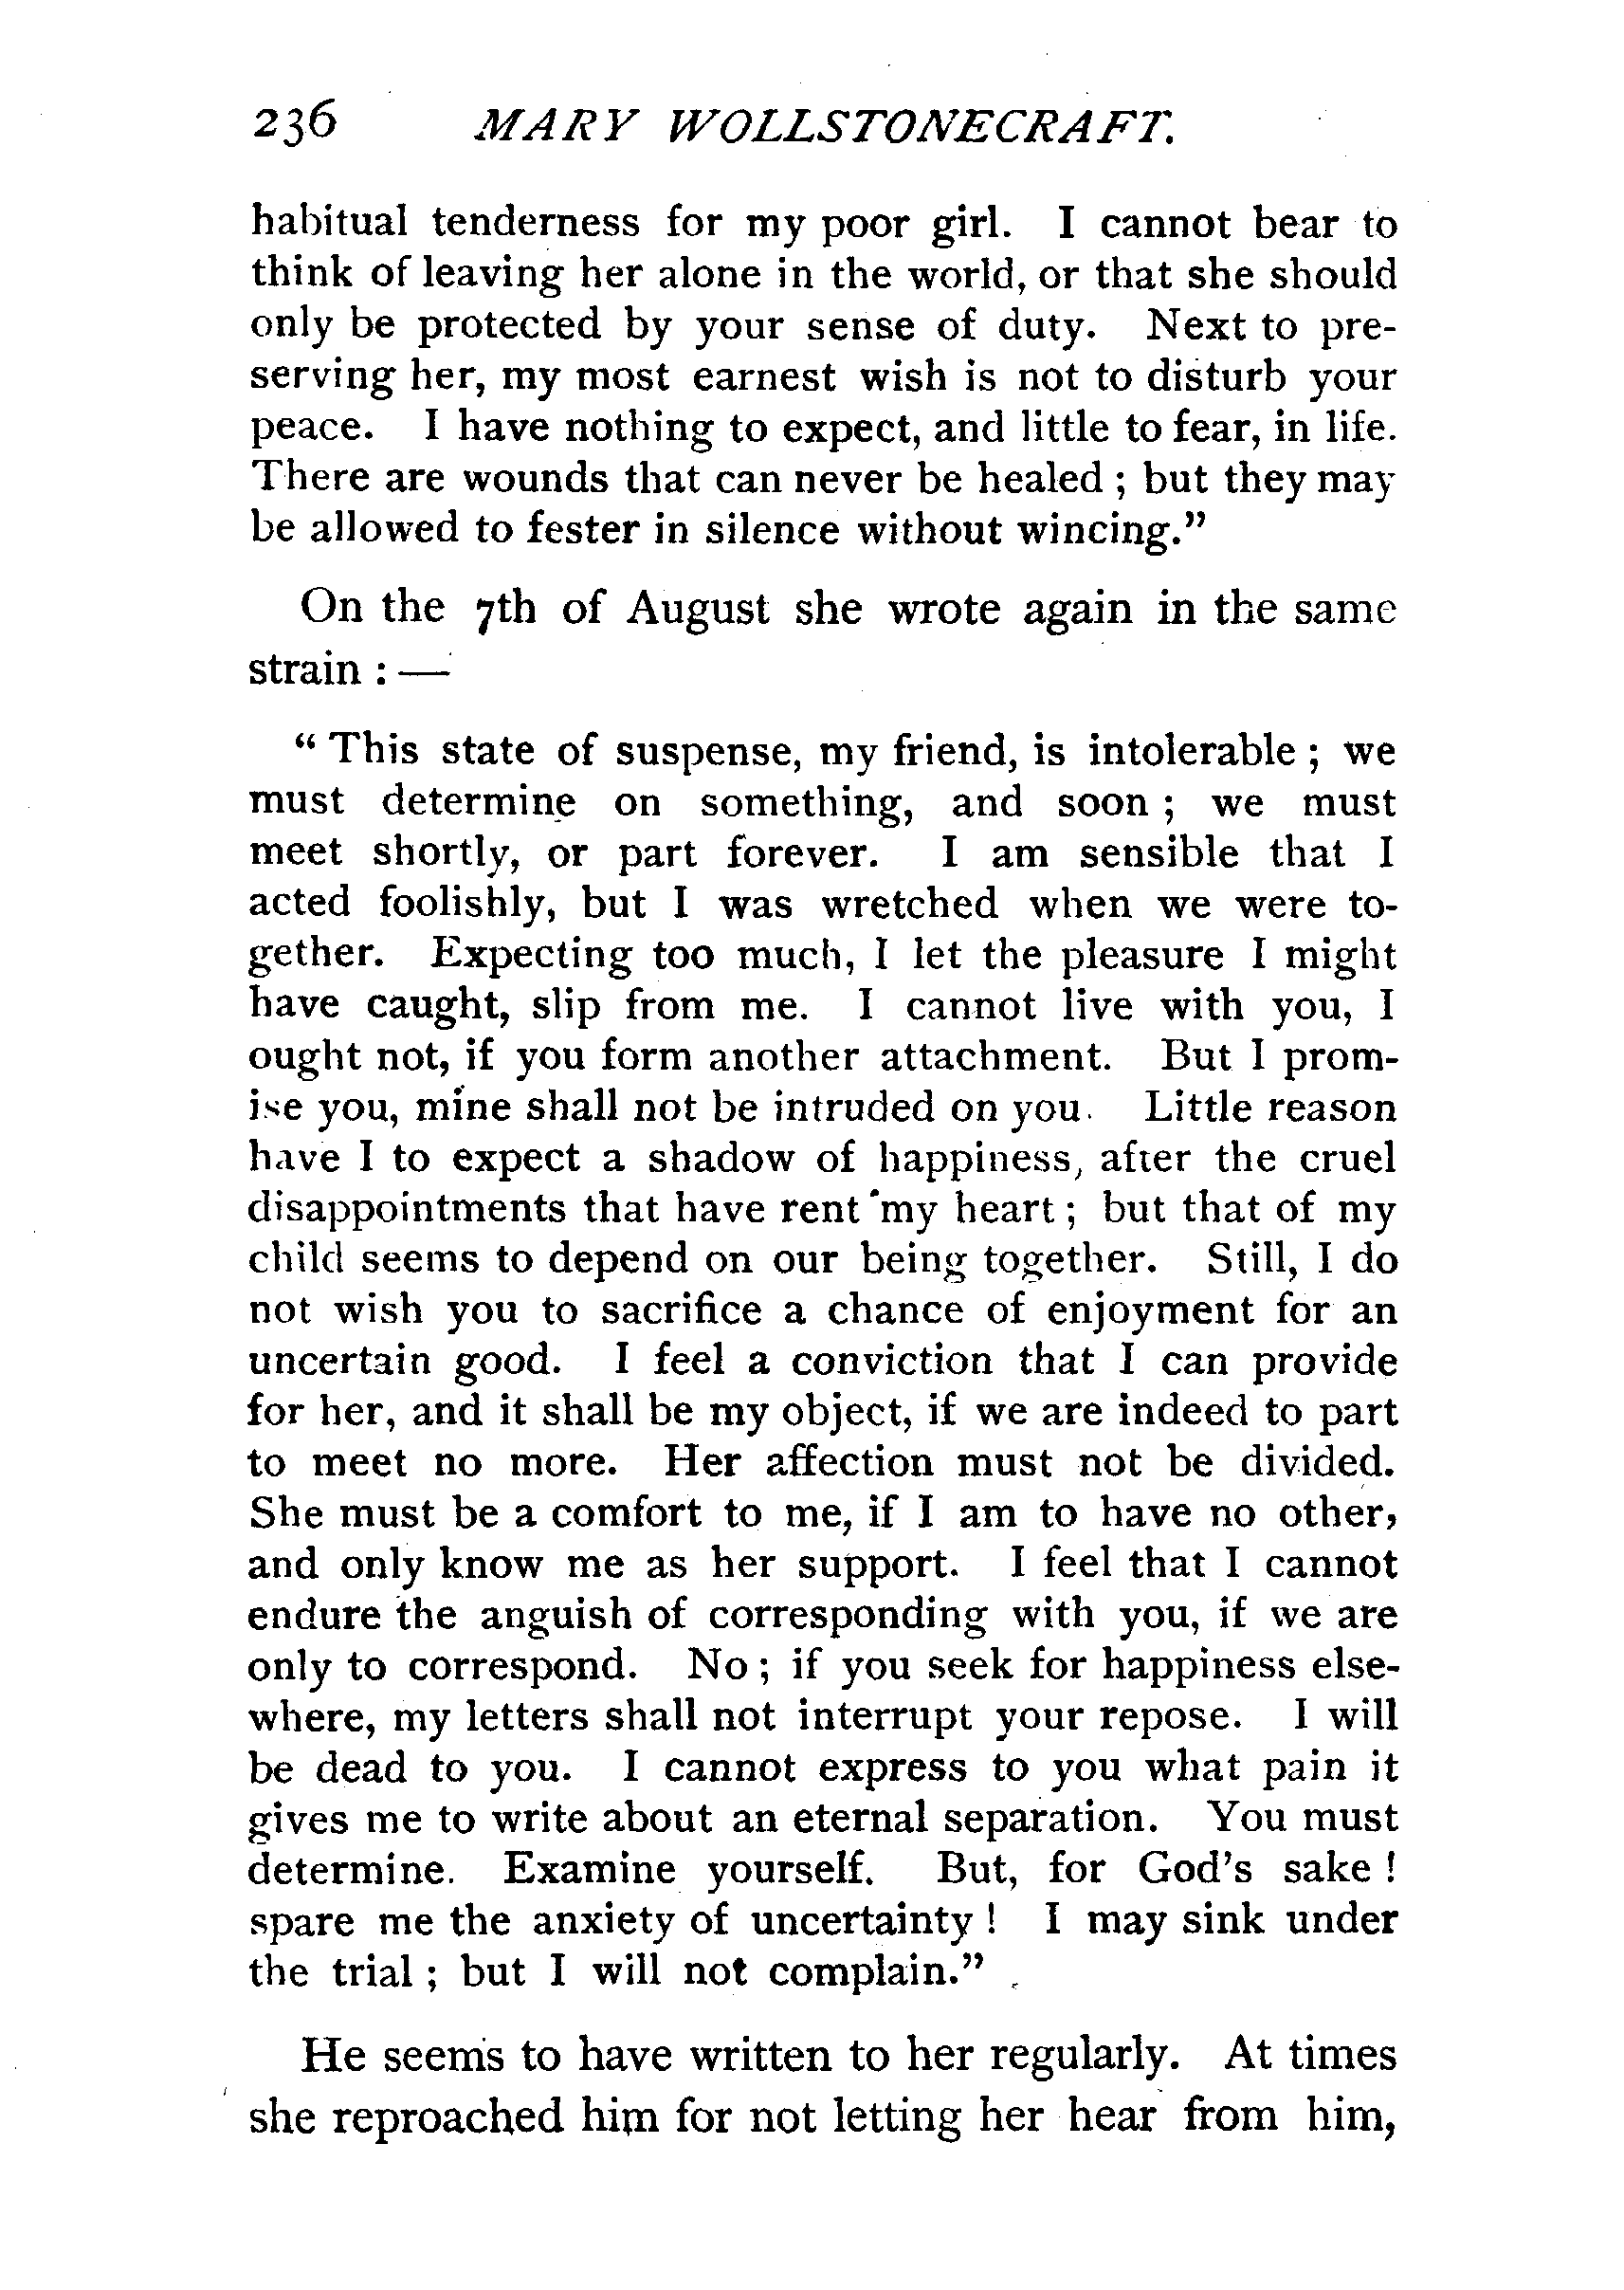 236 MARY WOLLSTONECRAFT.
habitual tenderness for my poor girl. I cannot bear to
think of leaving her alone in the world, or that she should
only be protected by your sense of duty. Next to pre-
serving her, my most earnest wish is not to disturb your
peace. I have nothing to expect, and little to fear, in life.
There are wounds that can never be healed ; but they may
be allowed to fester in silence without wincing.”
On the 7th of August she wrote again in the same
strain : —
“ This state of suspense, my friend, is intolerable ; we
must determine on something, and soon ; we must
meet shortly, or part forever. I am sensible that I
acted foolishly, but I was wretched when we were to-
gether. Expecting too much, I let the pleasure I might
have caught, slip from me. I cannot live with you, I
ought not, if you form another attachment. But I prom-
ise you, mine shall not be intruded on you. Little reason
have I to expect a shadow of happiness, after the cruel
disappointments that have rent my heart ; but that of my
child seems to depend on our being together. Still, I do
not wish you to sacrifice a chance of enjoyment for an
uncertain good. I feel a conviction that I can provide
for her, and it shall be my object, if we are indeed to part
to meet no more. Her affection must not be divided.
She must be a comfort to me, if I am to have no other,
and only know me as her support. I feel that I cannot
endure the anguish of corresponding with you, if we are
only to correspond. No ; if you seek for happiness else-
where, my letters shall not interrupt your repose. I will
be dead to you. I cannot express to you what pain it
gives me to write about an eternal separation. You must
determine. Examine yourself. But, for God's sake !
spare me the anxiety of uncertainty ! I may sink under
the trial ; but I will not complain.”
He seems to have written to her regularly. At times
she reproached him for not letting her hear from him,